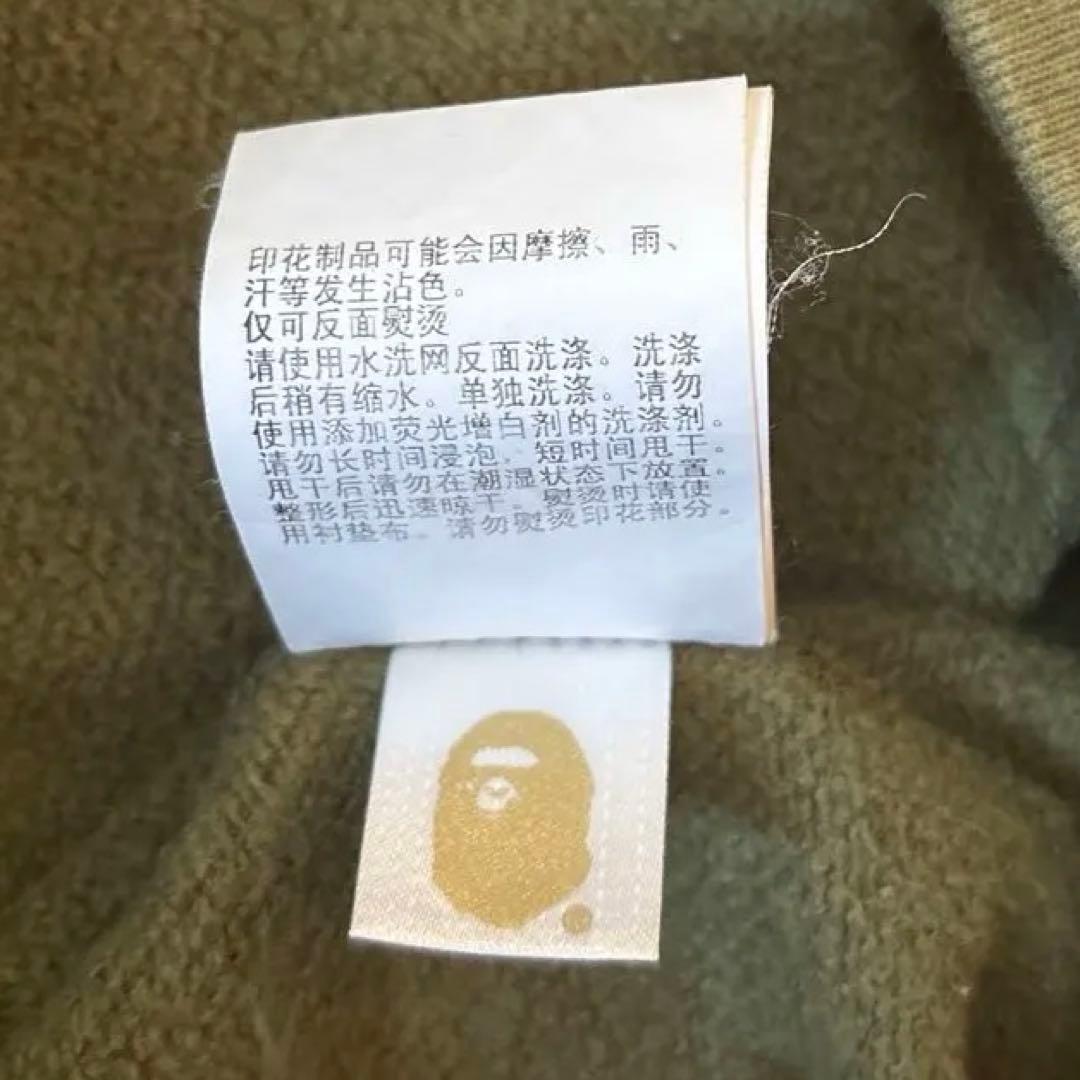 印花制品可能会因摩擦、雨、
汗等发生沾色。
仅可反面熨烫
请使用水洗网反面洗涤。洗涤
后稍有缩水。单独洗涤。请勿
使用添加荧光增白剂的洗涤剂。
请勿长时间浸泡。短时间甩干。
甩干后请勿在潮湿状态下放置。
整形后迅速晾干。熨烫时请使
用衬垫布。请勿熨烫印花部分。